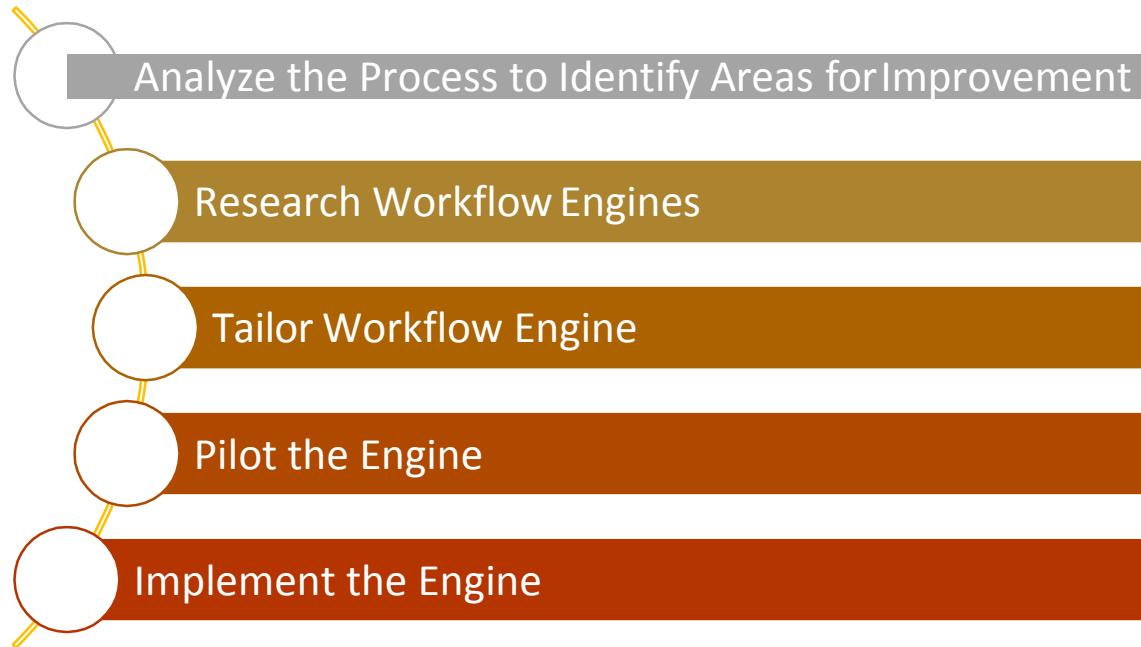 Analyze the Process to Identify Areas forImprovement
Research Workflow Engines
Tailor Workflow Engine
Pilot the Engine
Implement the Engine